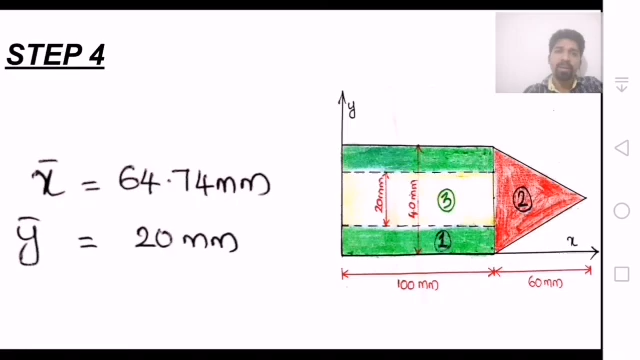 STEP 4
x̄ = 64.74mm
ȳ = 20 mm
y
20mm
40mm
3
2
1
x
100 mm
60mm